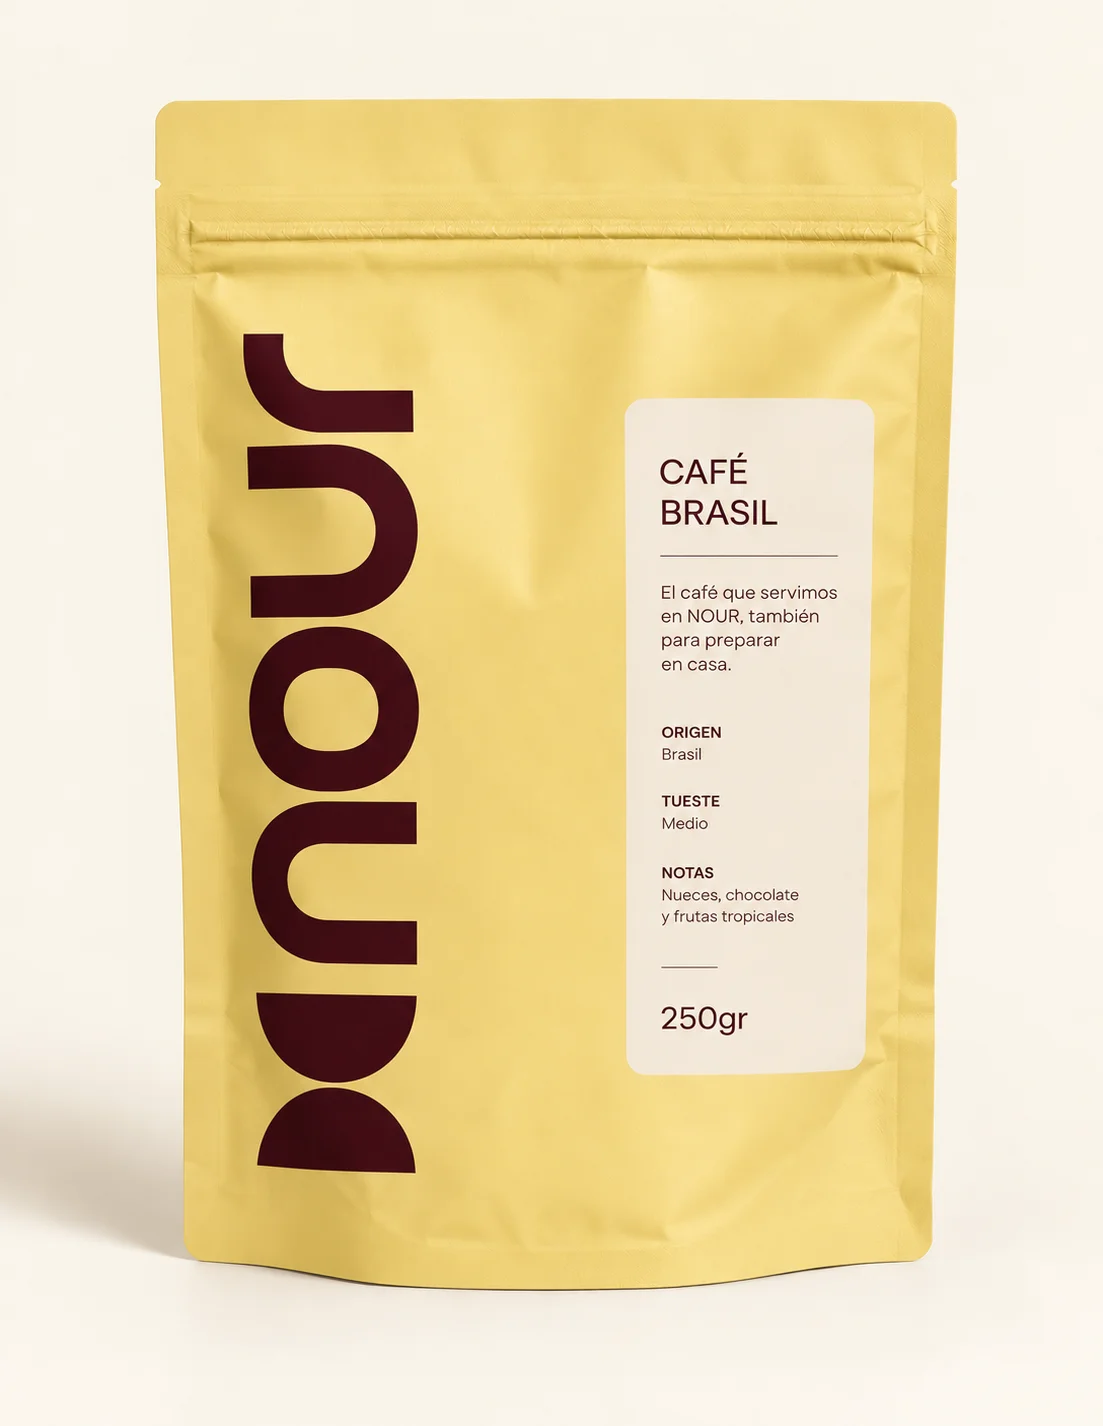 nour
CAFÉ
BRASIL
El café que servimos
en NOUR, también
para preparar
en casa.
ORIGEN
Brasil
TUESTE
Medio
NOTAS
Nueces, chocolate
y frutas tropicales
250gr